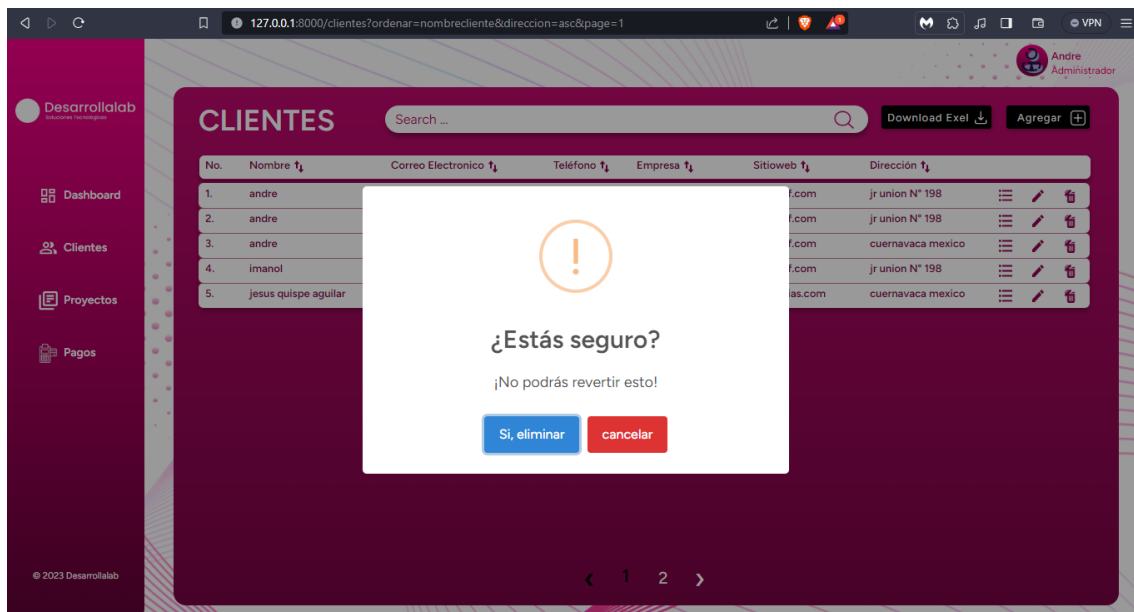 127.0.0.1:8000/clientes?ordenar=nombrecliente&direccion=asc&page=1
VPN
Andre
Administrador
Desarrollalab
Soluciones Tecnológicas
CLIENTES
Search ...
Download Exel
Agregar
No. Nombre Correo Electronico Teléfono Empresa Sitioweb Dirección
1. andre f.com jr union N° 198
2. andre f.com jr union N° 198
3. andre f.com cuernavaca mexico
4. imanol f.com jr union N° 198
5. jesus quispe aguilar ias.com cuernavaca mexico
Dashboard
Clientes
Proyectos
Pagos
!
¿Estás seguro?
¡No podrás revertir esto!
Si, eliminar
cancelar
© 2023 Desarrollalab
‹ 1 2 ›